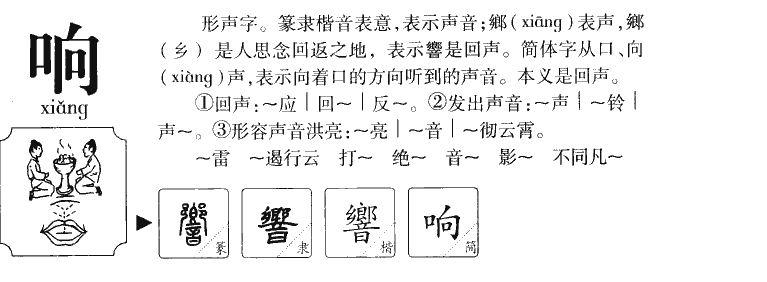 响
xiǎng
形声字。篆隶楷音表意,表示声音;鄉(xiāng)表声,鄉
(乡)是人思念回返之地,表示響是回声。简体字从口、向
(xiàng)声,表示向着口的方向听到的声音。本义是回声。
①回声:~应|回~|反~。②发出声音:~声|~铃|
声~。③形容声音洪亮:~亮|~音|~彻云霄。
~雷 ~遏行云 打~ 绝~ 音~ 影~ 不同凡~
響 篆
響 隶
響 楷
响 简